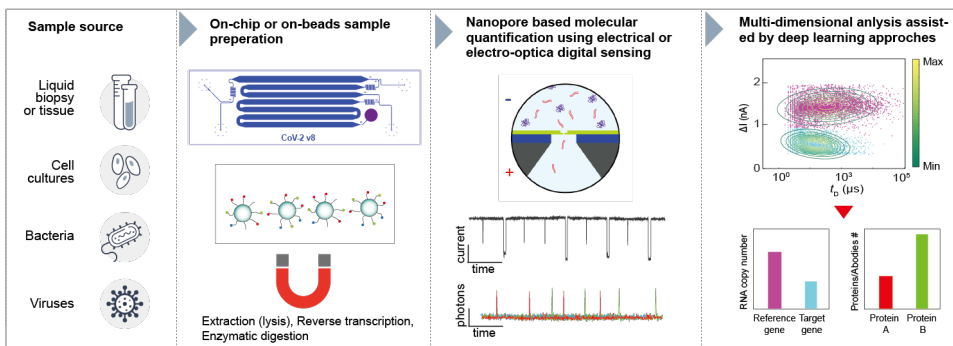 Sample source
Liquid
biopsy
or tissue
Cell
cultures
Bacteria
Viruses
On-chip or on-beads sample
preperation
CoV-2 v8
Extraction (lysis), Reverse transcription,
Enzymatic digestion
Nanopore based molecular
quantification using electrical or
electro-optica digital sensing
-
+
current
time
photons
time
Multi-dimensional anlysis assist-
ed by deep learning approches
Max
Min
ΔI (nA)
2
1
0
10⁰
10³
10⁵
t_D (µs)
RNA copy number
Reference
gene
Target
gene
Proteins/Abodies #
Protein
A
Protein
B